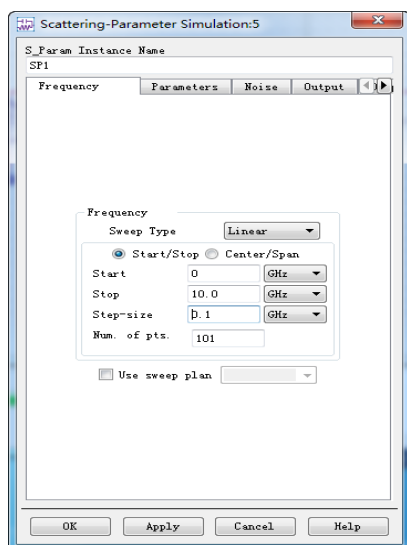 Scattering-Parameter Simulation:5
S_Param Instance Name
SP1
Frequency Parameters Noise Output
Frequency
Sweep Type Linear
Start/Stop Center/Span
Start 0 GHz
Stop 10.0 GHz
Step-size 0.1 GHz
Num. of pts. 101
Use sweep plan
OK Apply Cancel Help